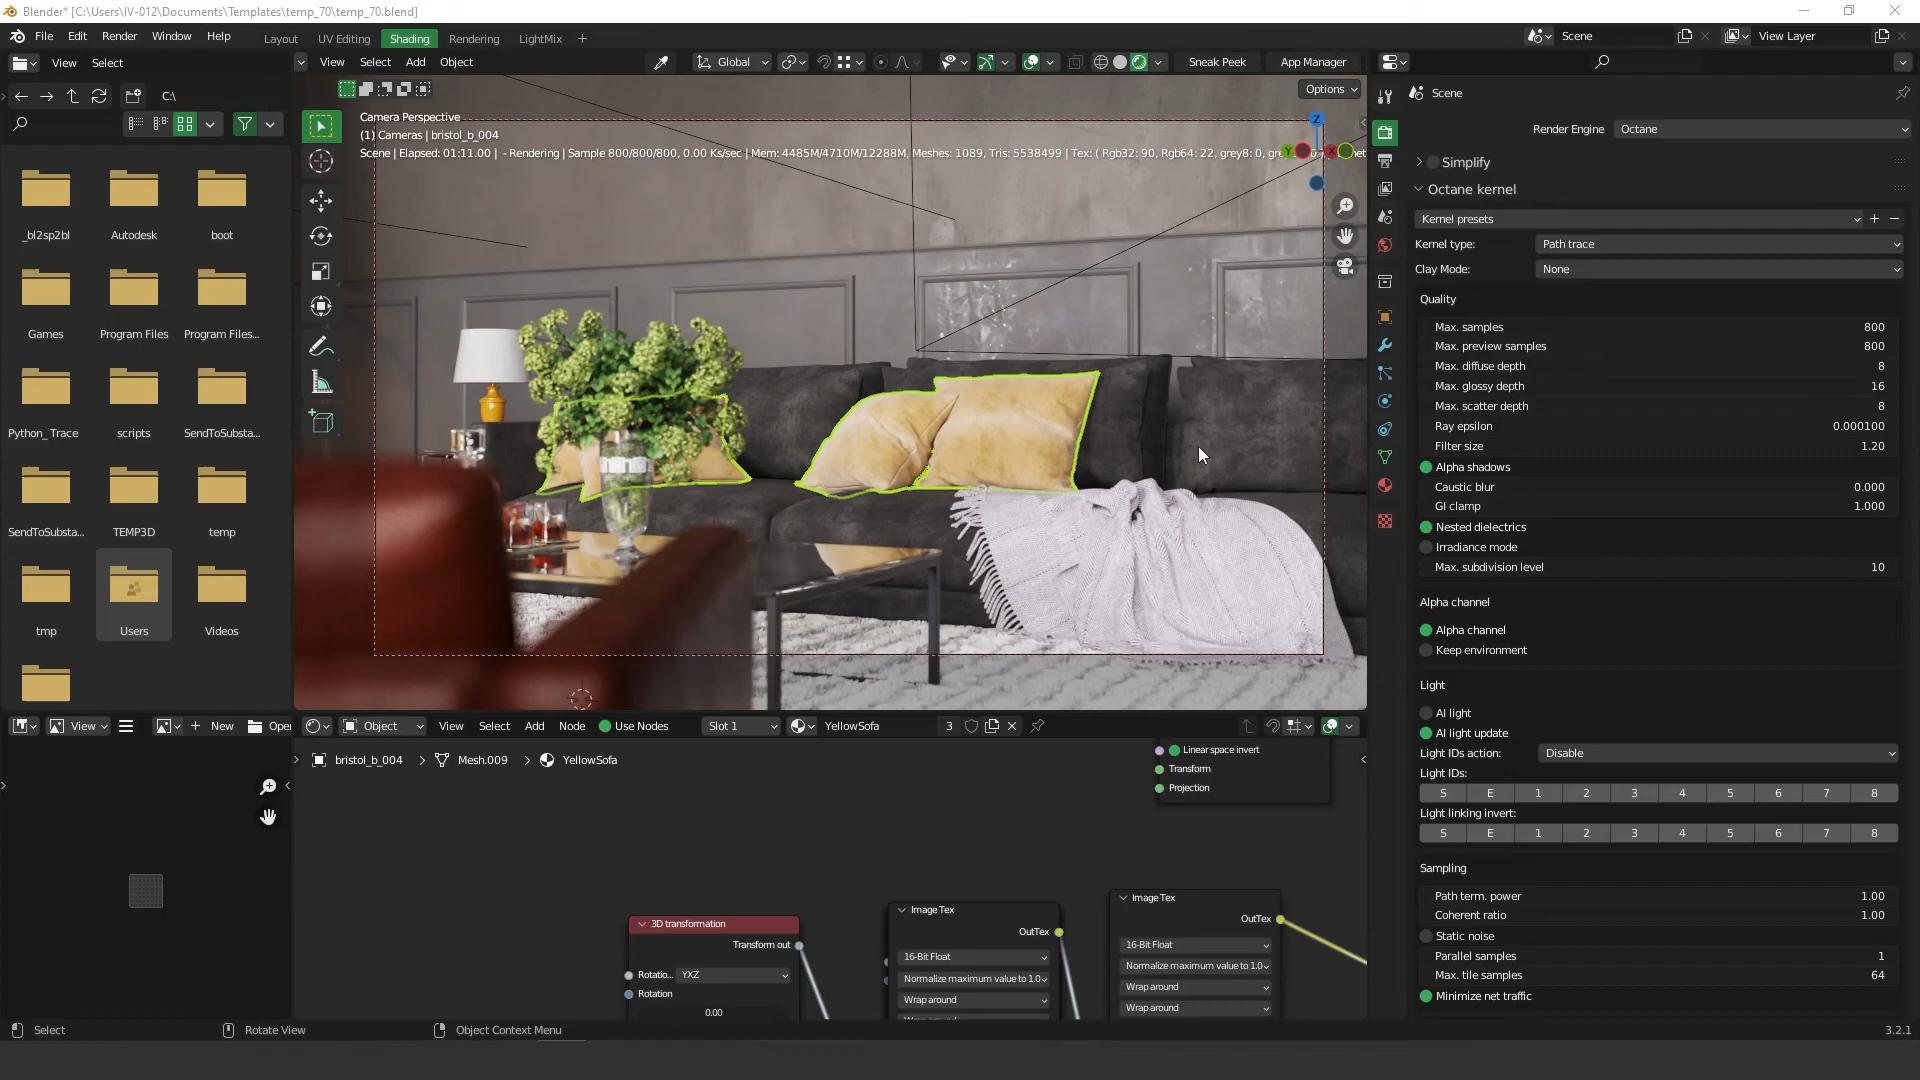 Blender* [C:\Users\IV-012\Documents\Templates\temp_70\temp_70.blend]
File Edit Render Window Help
Layout UV Editing Shading Rendering LightMix +
Scene View Layer
View Select
View Select Add Object
Global
Sneak Peek App Manager
C:\
Options
_bl2sp2bl Autodesk boot
Games Program Files Program Files...
Python_Trace scripts SendToSubsta...
SendToSubsta... TEMP3D temp
tmp Users Videos
Camera Perspective
(1) Cameras | bristol_b_004
Scene | Elapsed: 01:11.00 | - Rendering | Sample 800/800/800, 0.00 Ks/sec | Mem: 4485M/4710M/12288M, Meshes: 1089, Tris: 5538499 | Tex: ( Rgb32: 90, Rgb64: 22, grey8: 0,
Z
Y
X
Scene
Render Engine Octane
Simplify
Octane kernel
Kernel presets
Kernel type: Path trace
Clay Mode: None
Quality
Max. samples 800
Max. preview samples 800
Max. diffuse depth 8
Max. glossy depth 16
Max. scatter depth 8
Ray epsilon 0.000100
Filter size 1.20
Alpha shadows
Caustic blur 0.000
GI clamp 1.000
Nested dielectrics
Irradiance mode
Max. subdivision level 10
Alpha channel
Alpha channel
Keep environment
Light
AI light
AI light update
Light IDs action: Disable
Light IDs:
S E 1 2 3 4 5 6 7 8
Light linking invert:
S E 1 2 3 4 5 6 7 8
Sampling
Path term. power 1.00
Coherent ratio 1.00
Static noise
Parallel samples 1
Max. tile samples 64
Minimize net traffic
View + New Open
Object View Select Add Node Use Nodes Slot 1 YellowSofa 3
bristol_b_004 > Mesh.009 > YellowSofa
Linear space invert
Transform
Projection
3D transformation
Transform out
Rotatio... YXZ
Rotation
0.00
Image Tex
OutTex
16-Bit Float
Normalize maximum value to 1.0
Wrap around
Image Tex
OutTex
16-Bit Float
Normalize maximum value to 1.0
Wrap around
Wrap around
Select Rotate View Object Context Menu
3.2.1